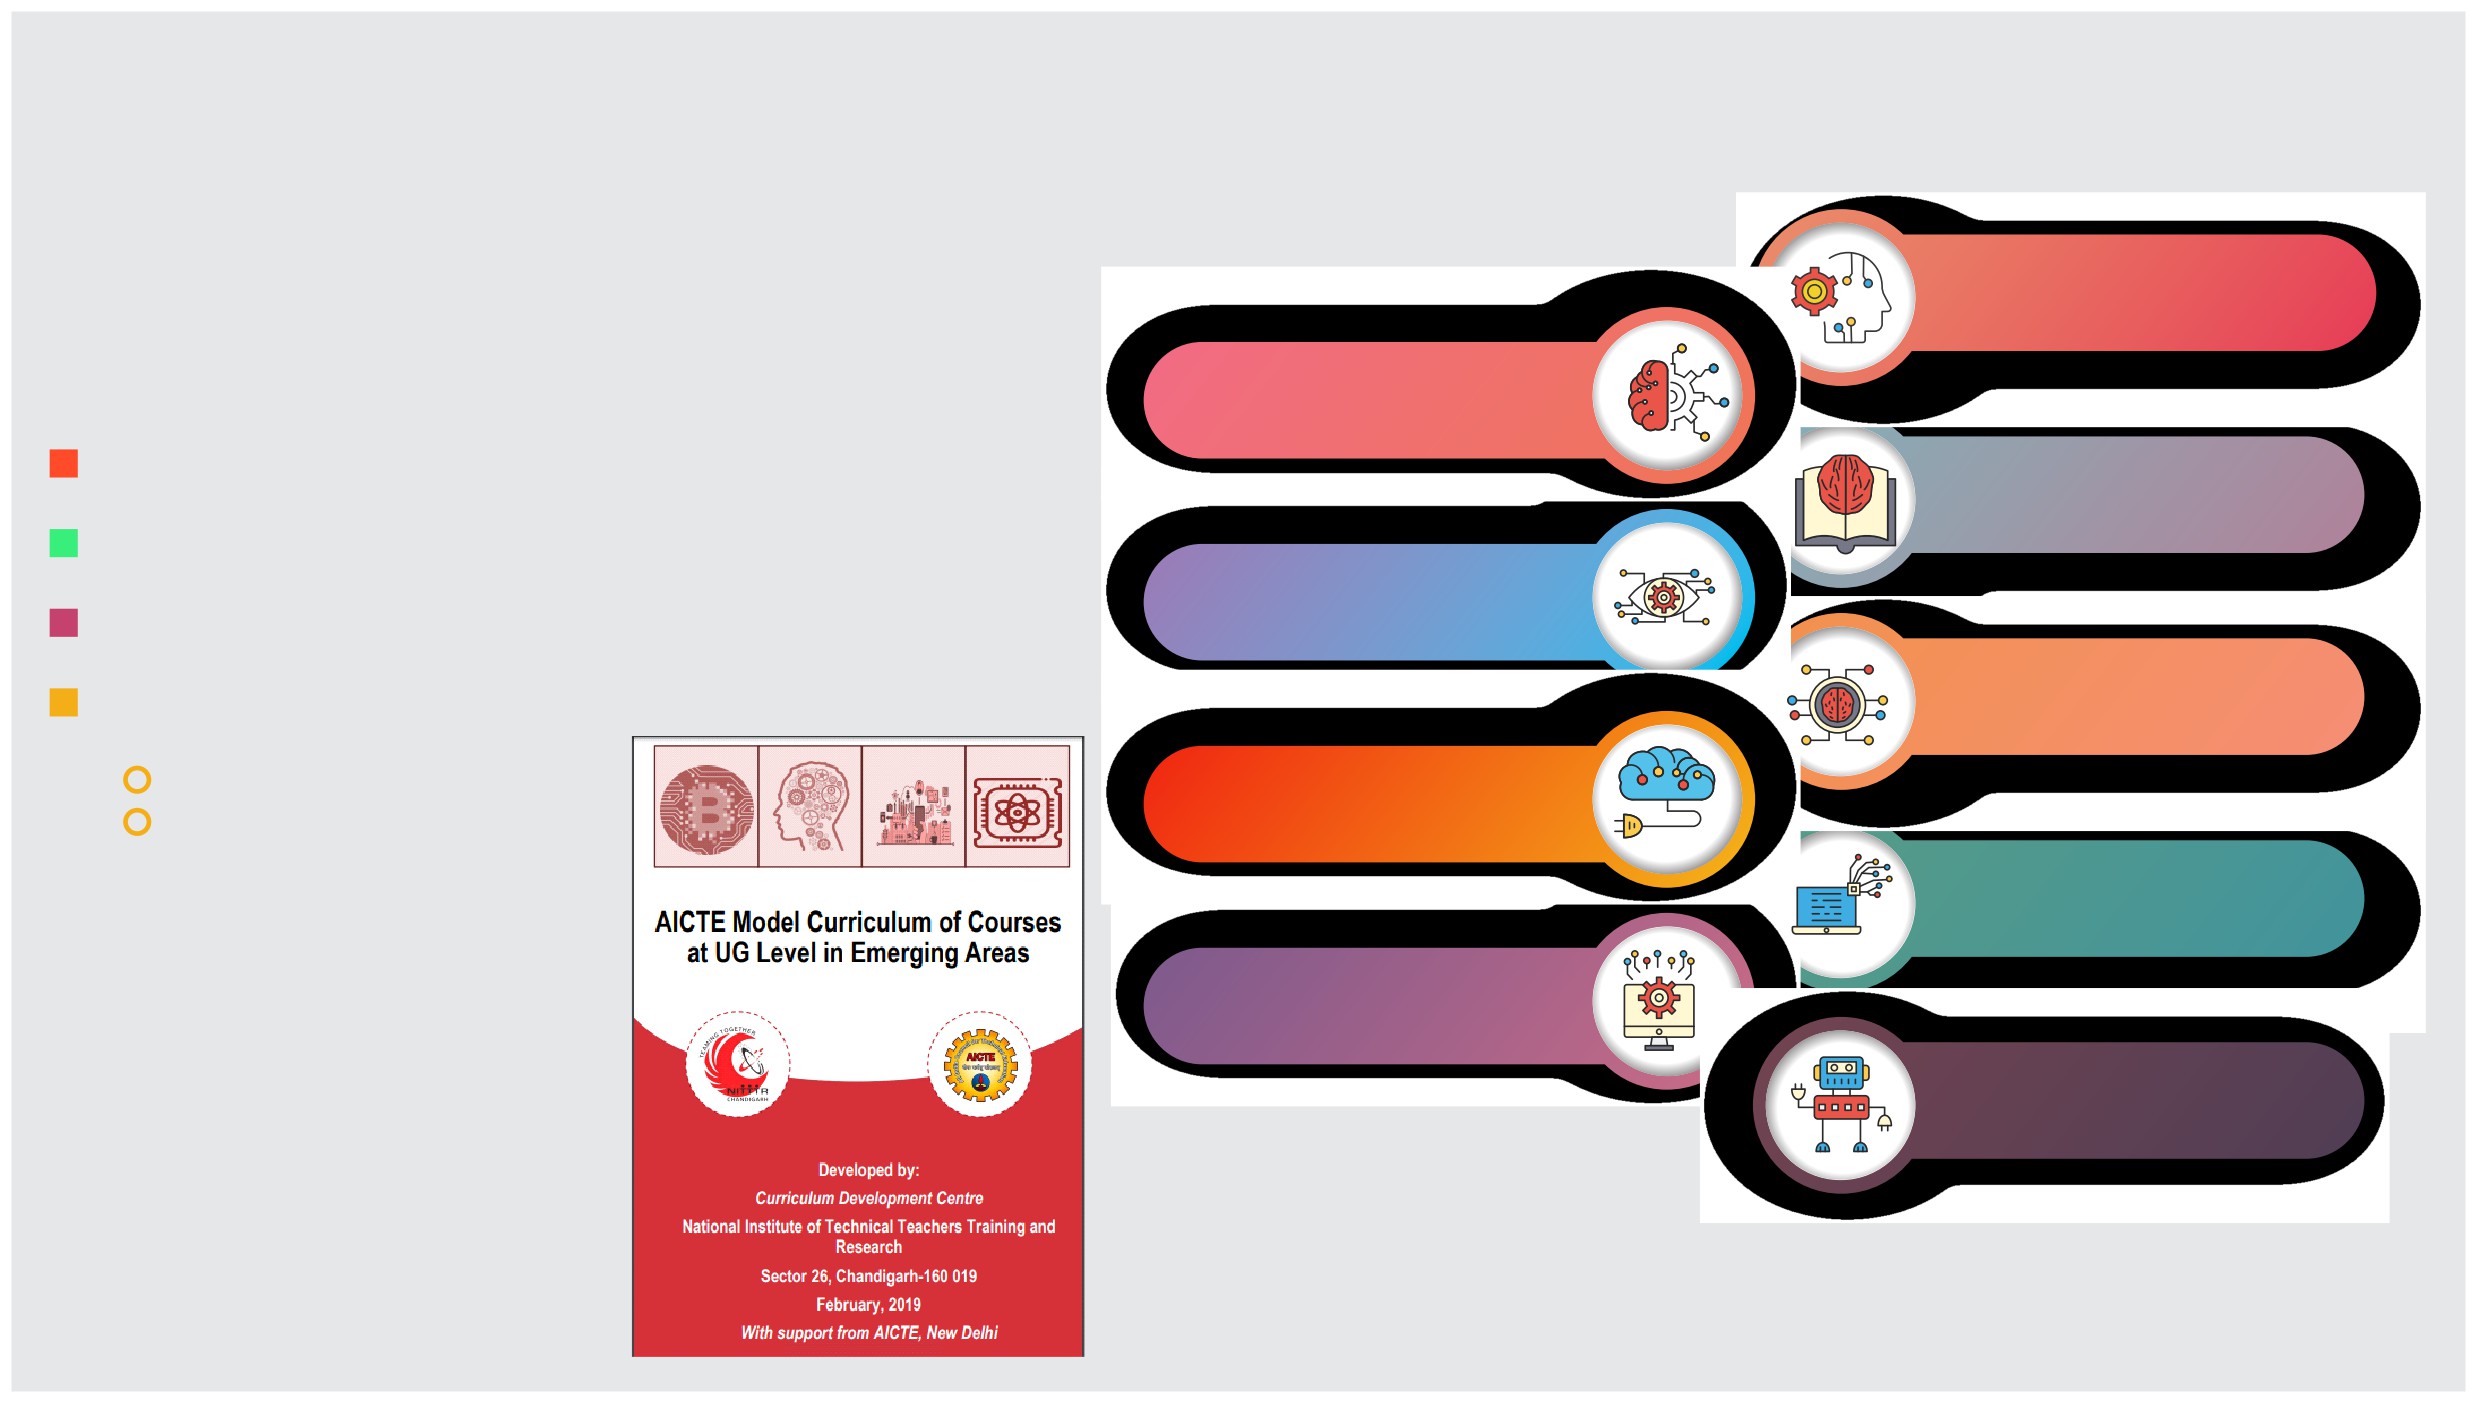 AICTE Model Curriculum of Courses
at UG Level in Emerging Areas
TEAMING TOGETHER
NITTTR
CHANDIGARH
AICTE
Developed by:
Curriculum Development Centre
National Institute of Technical Teachers Training and
Research
Sector 26, Chandigarh-160 019
February, 2019
With support from AICTE, New Delhi